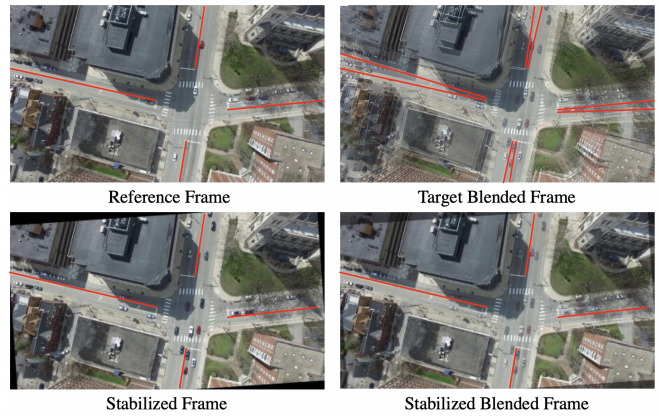 Reference Frame
Target Blended Frame
Stabilized Frame
Stabilized Blended Frame